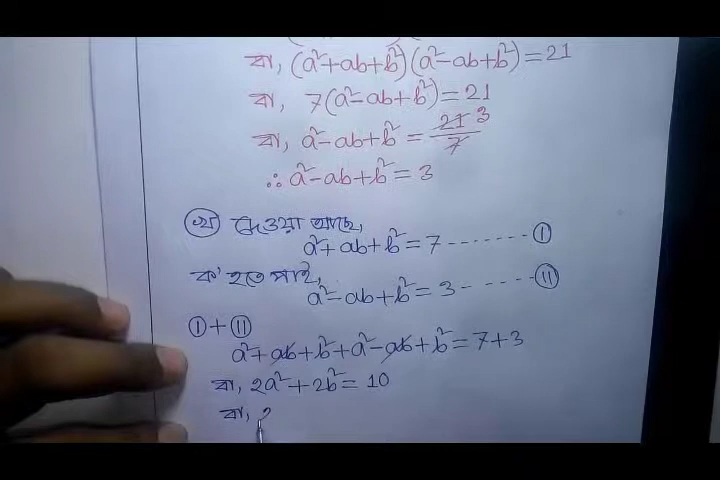 বা, (a²+ab+b²)(a²-ab+b²)=21
বা, 7(a²-ab+b²)=21
বা, a²-ab+b²= 21/7 3
∴ a²-ab+b²=3
(খ) দেওয়া আছে,
a²+ab+b²=7-------- (I)
ক' হতে পাই,
a²-ab+b²=3------ (II)
(I)+(II)
a²+ab+b²+a²-ab+b²=7+3
বা, 2a²+2b²=10
বা, 2